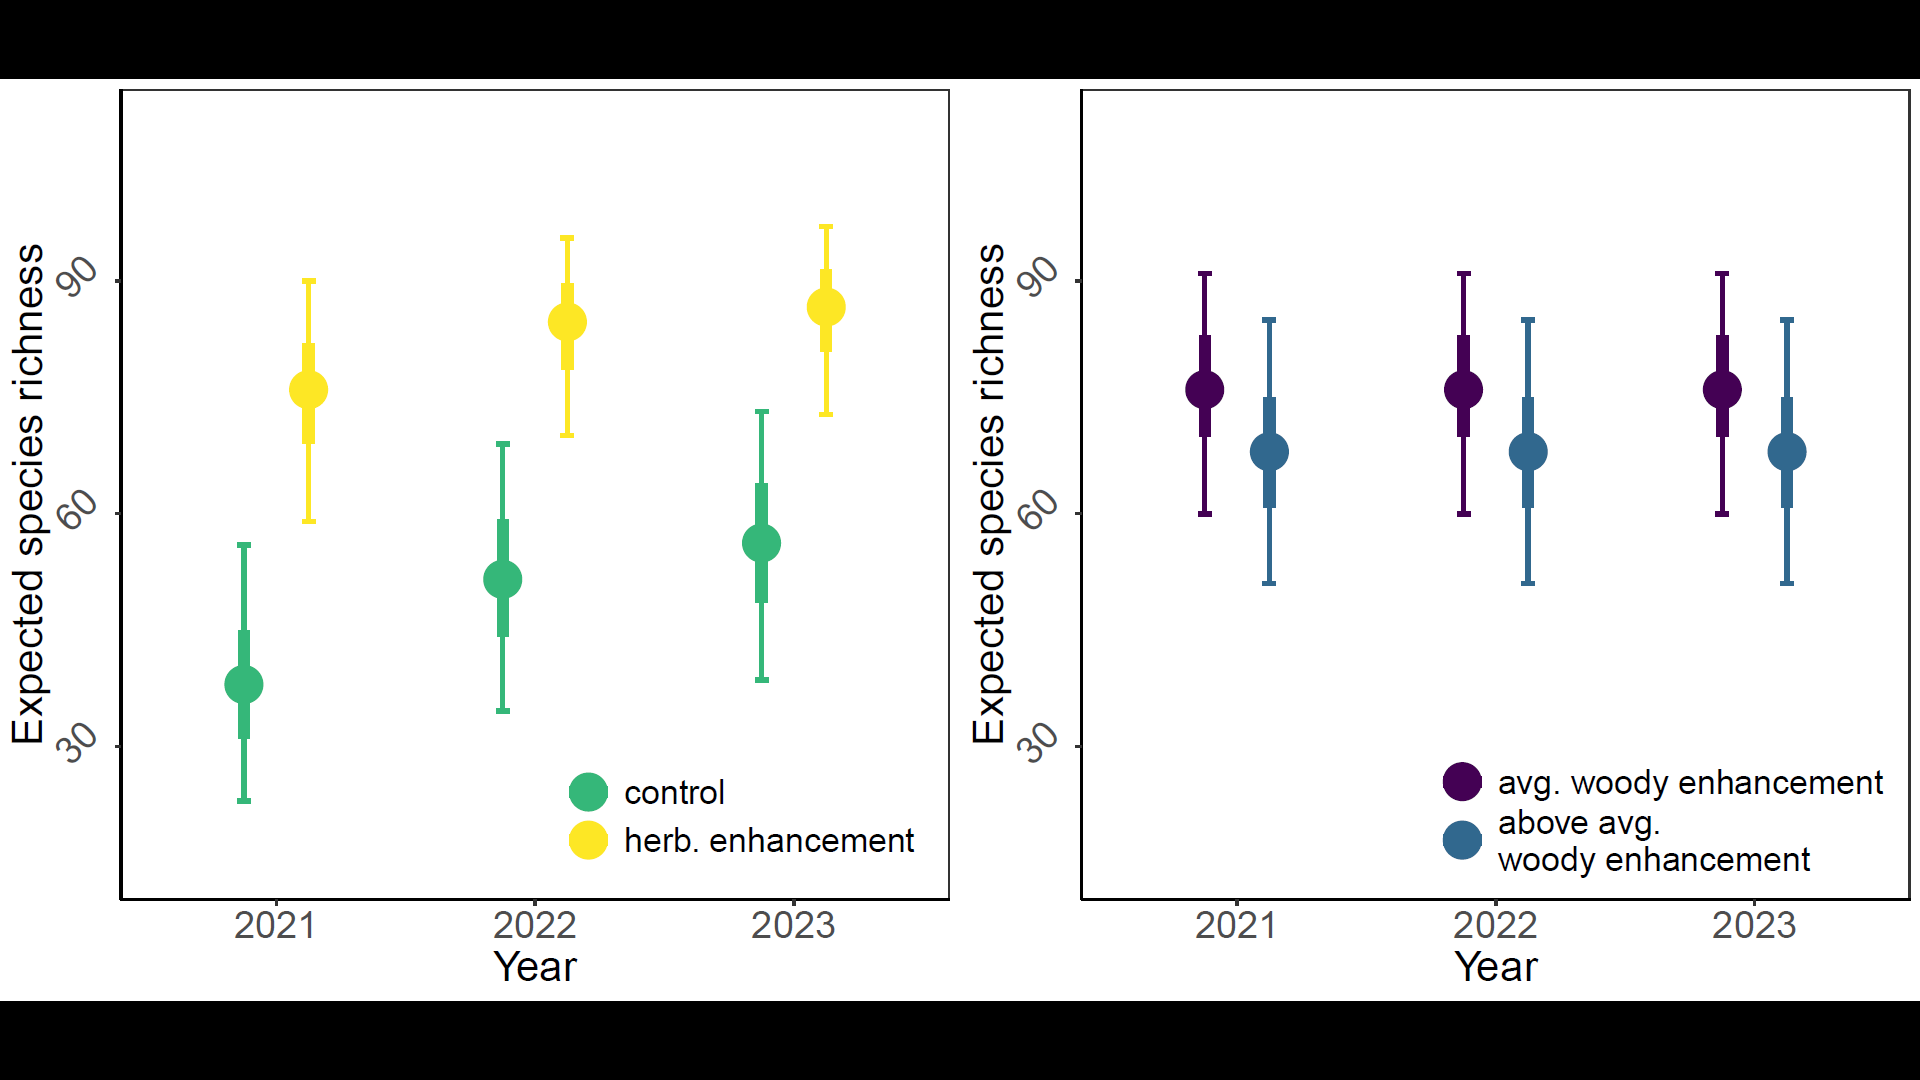 Expected species richness
90
60
30
control
herb. enhancement
2021
2022
2023
Year
Expected species richness
90
60
30
avg. woody enhancement
above avg.
woody enhancement
2021
2022
2023
Year